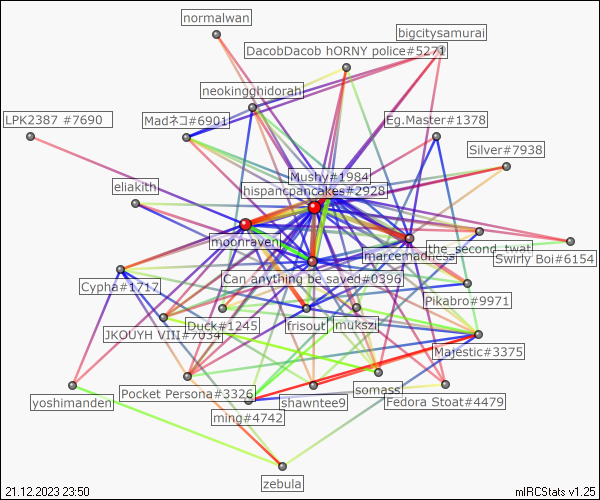 normalwan
bigcitysamurai
DacobDacob hORNY police#5271
neokingghidorah
LPK2387 #7690
Madネコ#6901
Eg.Master#1378
Silver#7938
Mushy#1984
eliakith
hispancpancakes#2928
moonraven
the_second_twat
marcemadness
Swirly Boi#6154
Can anything be saved#0396
Cypha#1717
Pikabro#9971
Duck#1245
frisout
mukszi
JKOUYH VIII#7034
Majestic#3375
Pocket Persona#3326
somass
yoshimanden
shawntee9
Fedora Stoat#4479
ming#4742
zebula
21.12.2023 23:50
mIRCStats v1.25